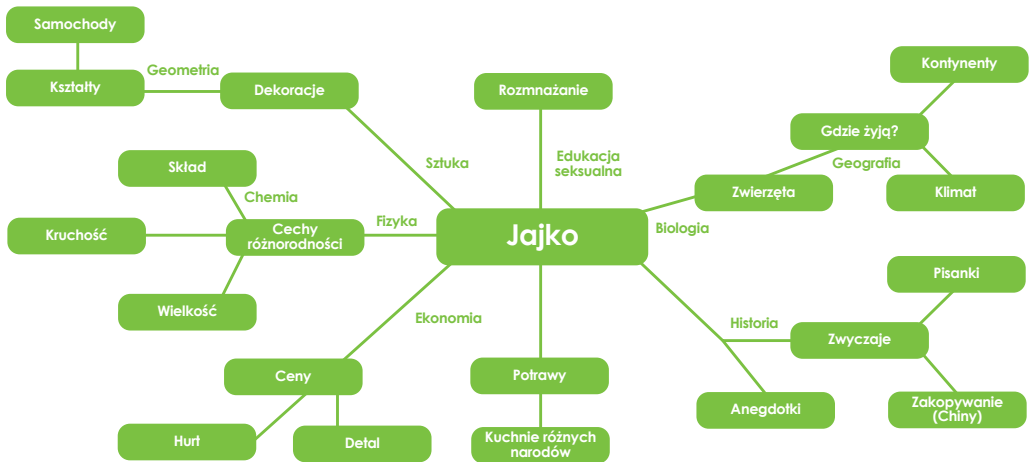 Samochody
Kształty
Geometria
Dekoracje
Sztuka
Rozmnażanie
Edukacja
seksualna
Kontynenty
Gdzie żyją?
Geografia
Zwierzęta
Klimat
Biologia
Skład
Chemia
Kruchość
Cechy
różnorodności
Fizyka
Wielkość
Jajko
Ekonomia
Ceny
Hurt
Detal
Potrawy
Kuchnie różnych
narodów
Historia
Pisanki
Zwyczaje
Anegdotki
Zakopywanie
(Chiny)